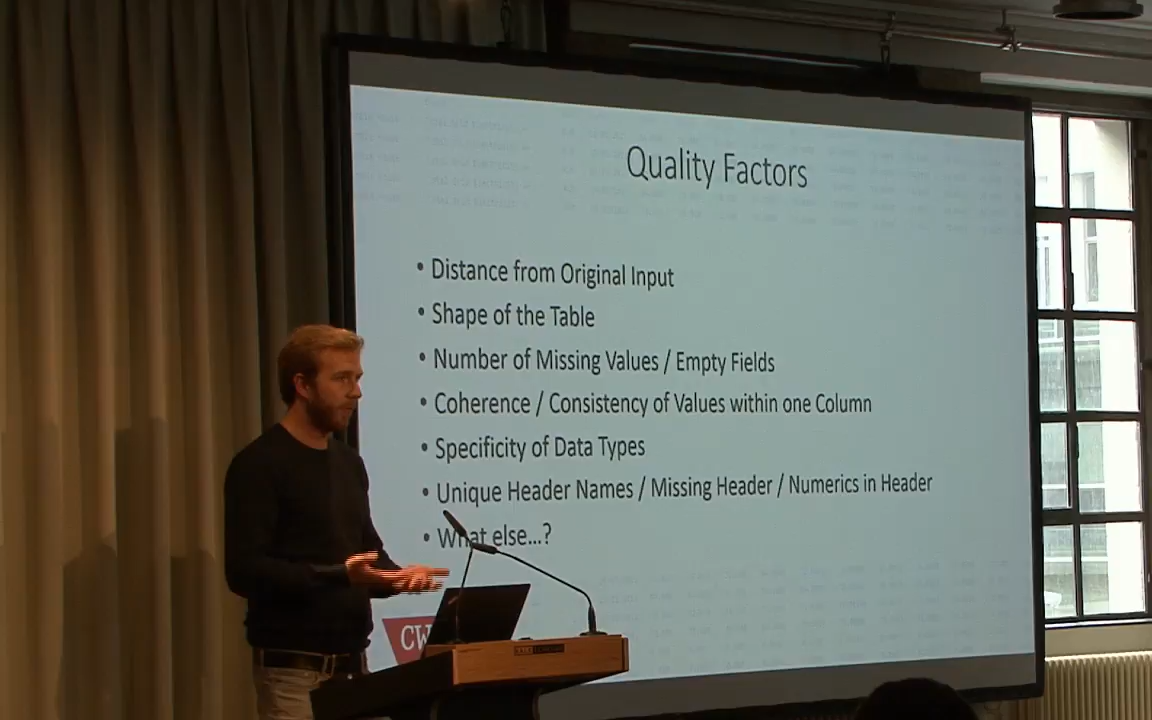 Quality Factors
• Distance from Original Input
• Shape of the Table
• Number of Missing Values / Empty Fields
• Coherence / Consistency of Values within one Column
• Specificity of Data Types
• Unique Header Names / Missing Header / Numerics in Header
• What else...?